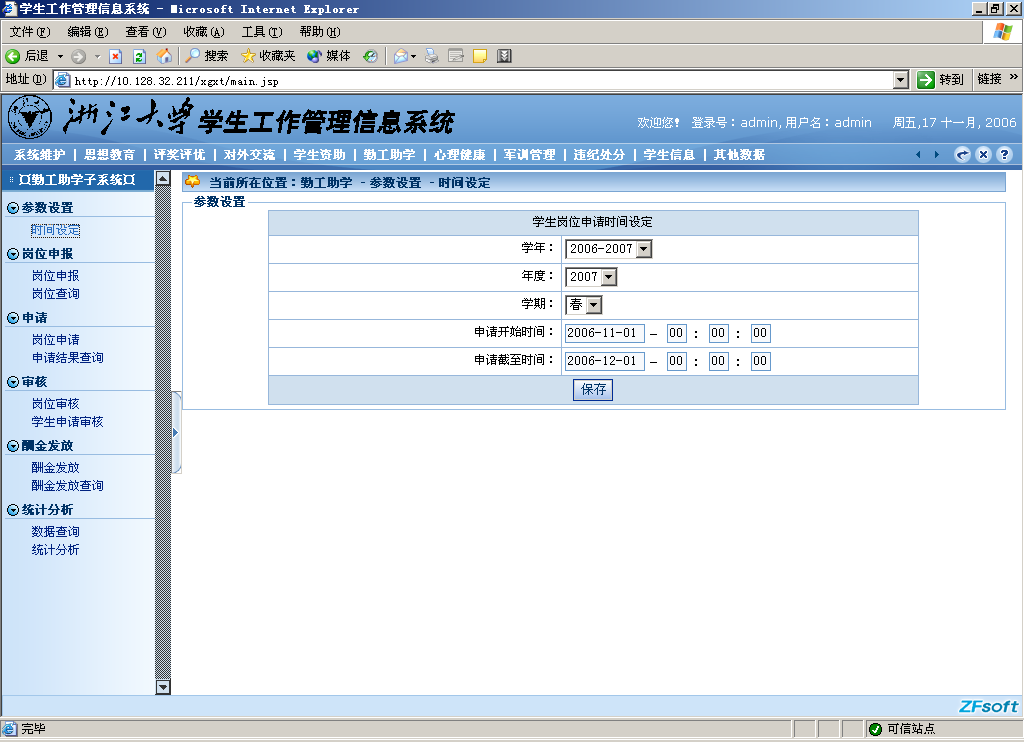 学生工作管理信息系统 - Microsoft Internet Explorer
文件(F) 编辑(E) 查看(V) 收藏(A) 工具(T) 帮助(H)
后退 搜索 收藏夹 媒体
地址(D) http://10.128.32.211/xgxt/main.jsp 转到 链接 »
浙江大学 学生工作管理信息系统
欢迎您! 登录号：admin,用户名：admin 周五,17 十一月, 2006
系统维护 | 思想教育 | 评奖评优 | 对外交流 | 学生资助 | 勤工助学 | 心理健康 | 军训管理 | 违纪处分 | 学生信息 | 其他数据
勤工助学子系统
当前所在位置：勤工助学 - 参数设置 - 时间设定
参数设置
时间设定
岗位申报
岗位申报
岗位查询
申请
岗位申请
申请结果查询
审核
岗位审核
学生申请审核
酬金发放
酬金发放
酬金发放查询
统计分析
数据查询
统计分析
参数设置
学生岗位申请时间设定
学年： 2006-2007
年度： 2007
学期： 春
申请开始时间： 2006-11-01 - 00 : 00 : 00
申请截至时间： 2006-12-01 - 00 : 00 : 00
保存
ZFsoft
完毕 可信站点